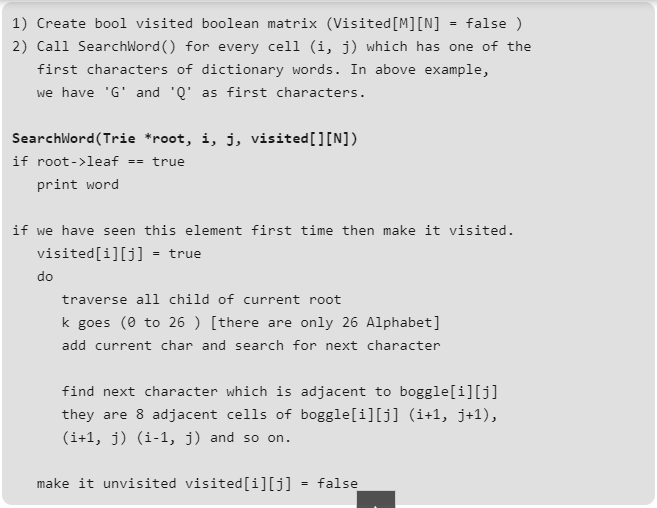 1) Create bool visited boolean matrix (Visited[M][N] = false )
2) Call SearchWord() for every cell (i, j) which has one of the
first characters of dictionary words. In above example,
we have 'G' and 'Q' as first characters.
SearchWord(Trie *root, i, j, visited[][N])
if root->leaf == true
print word
if we have seen this element first time then make it visited.
visited[i][j] = true
do
traverse all child of current root
k goes (0 to 26 ) [there are only 26 Alphabet]
add current char and search for next character
find next character which is adjacent to boggle[i][j]
they are 8 adjacent cells of boggle[i][j] (i+1, j+1),
(i+1, j) (i-1, j) and so on.
make it unvisited visited[i][j] = false